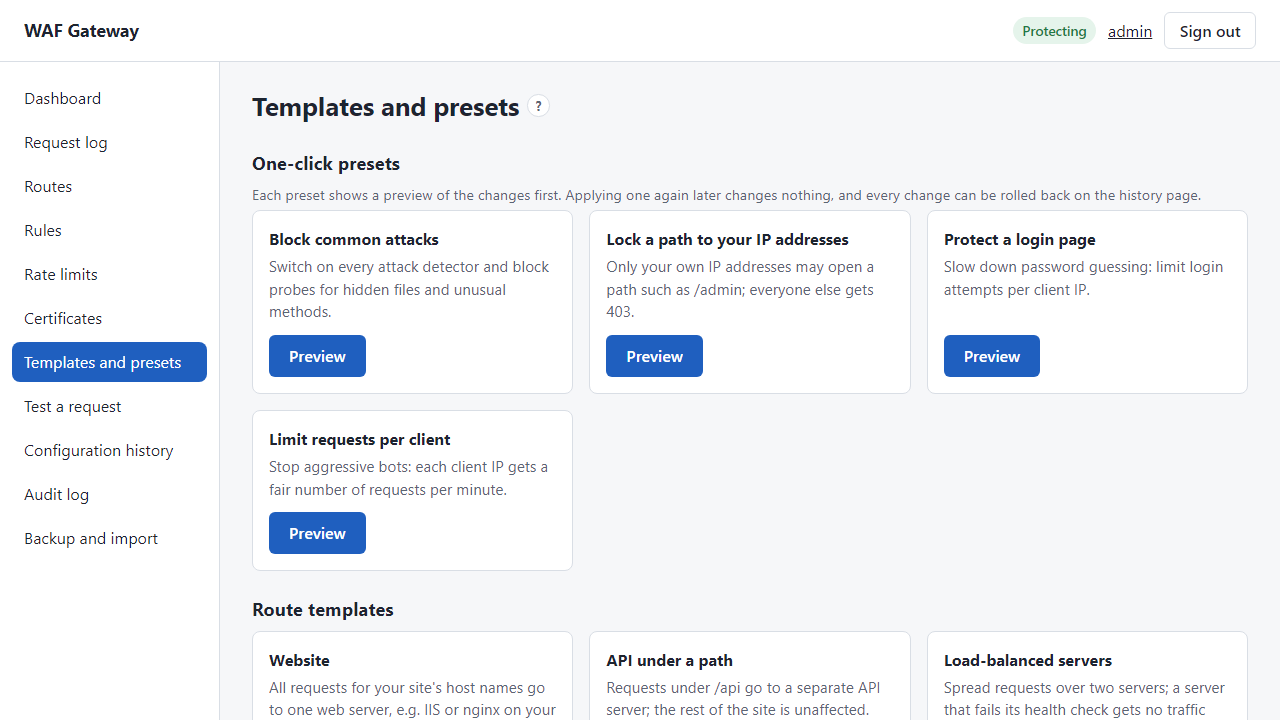 WAF Gateway
Protecting
admin
Sign out
Dashboard
Request log
Routes
Rules
Rate limits
Certificates
Templates and presets
Test a request
Configuration history
Audit log
Backup and import
Templates and presets
?
One-click presets
Each preset shows a preview of the changes first. Applying one again later changes nothing, and every change can be rolled back on the history page.
Block common attacks
Switch on every attack detector and block
probes for hidden files and unusual
methods.
Preview
Lock a path to your IP addresses
Only your own IP addresses may open a
path such as /admin; everyone else gets
403.
Preview
Protect a login page
Slow down password guessing: limit login
attempts per client IP.
Preview
Limit requests per client
Stop aggressive bots: each client IP gets a
fair number of requests per minute.
Preview
Route templates
Website
All requests for your site's host names go
to one web server, e.g. IIS or nginx on your
API under a path
Requests under /api go to a separate API
server; the rest of the site is unaffected.
Load-balanced servers
Spread requests over two servers; a server
that fails its health check gets no traffic